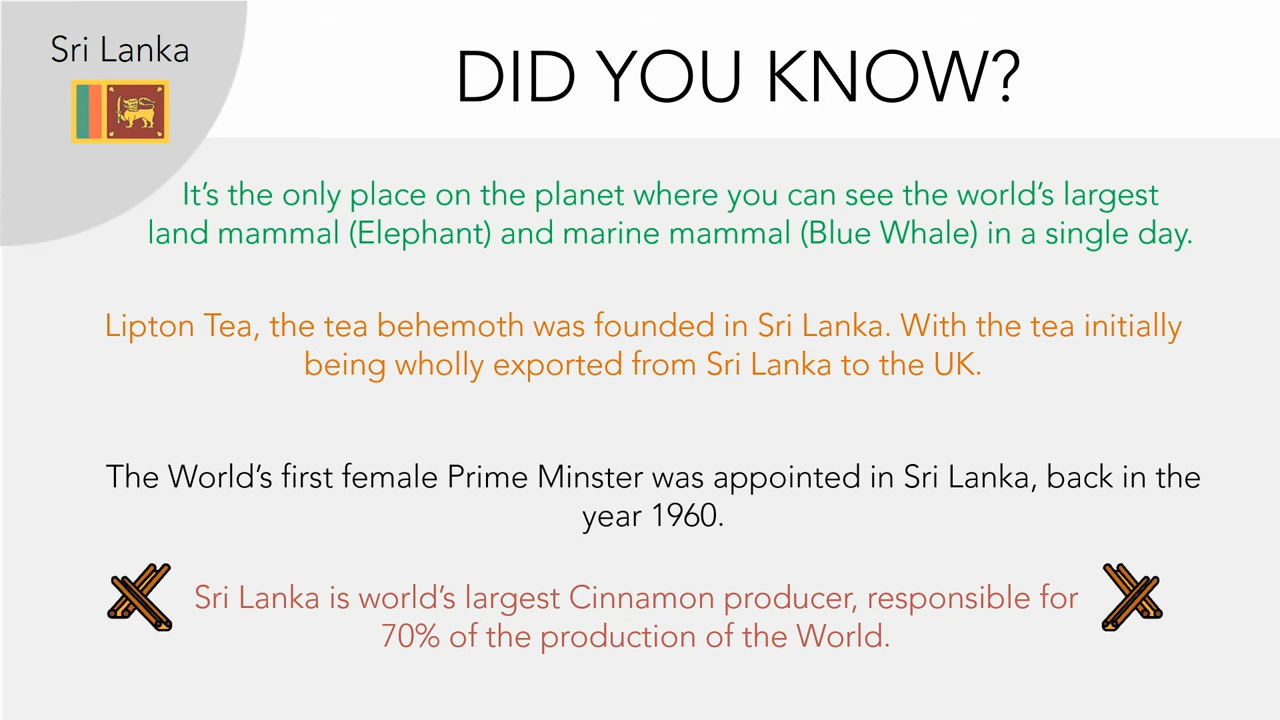 Sri Lanka
DID YOU KNOW?
It’s the only place on the planet where you can see the world’s largest
land mammal (Elephant) and marine mammal (Blue Whale) in a single day.
Lipton Tea, the tea behemoth was founded in Sri Lanka. With the tea initially
being wholly exported from Sri Lanka to the UK.
The World’s first female Prime Minster was appointed in Sri Lanka, back in the
year 1960.
Sri Lanka is world’s largest Cinnamon producer, responsible for
70% of the production of the World.